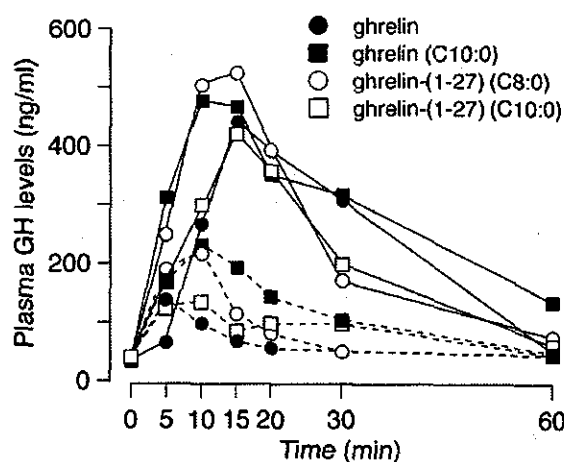 600
400
200
0
Plasma GH levels (ng/ml)
ghrelin
ghrelin (C10:0)
ghrelin-(1-27) (C8:0)
ghrelin-(1-27) (C10:0)
0 5 10 15 20 30 60
Time (min)